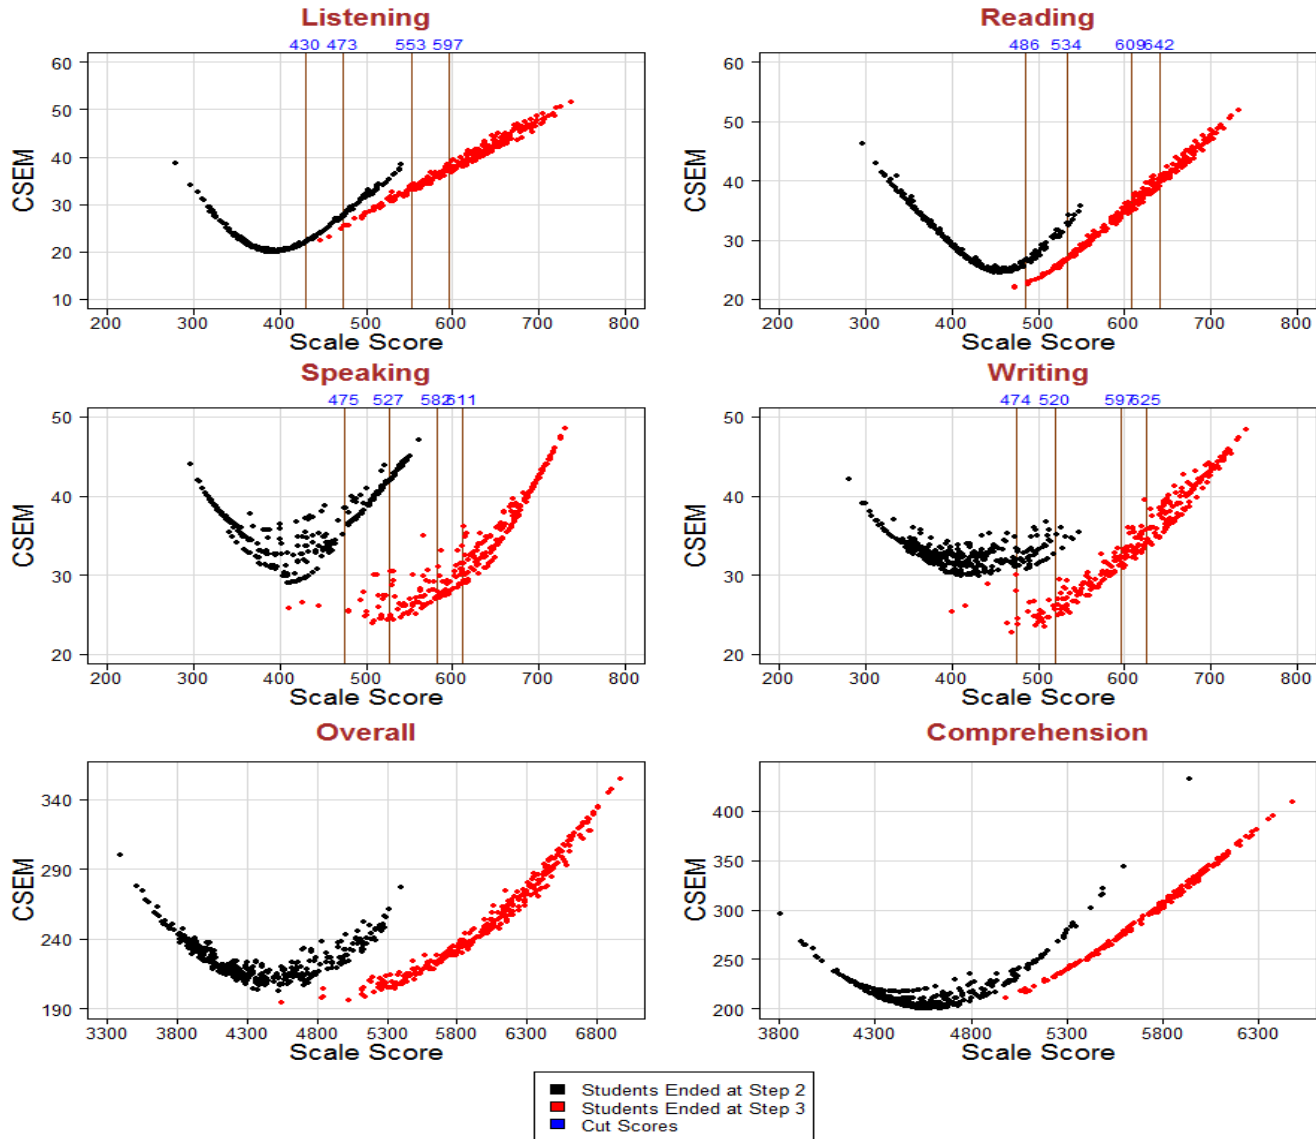 Listening
430 473 553 597
60
50
40
30
20
10
CSEM
200 300 400 500 600 700 800
Scale Score
Reading
486 534 609 642
60
50
40
30
20
CSEM
200 300 400 500 600 700 800
Scale Score
Speaking
475 527 582 611
50
40
30
20
CSEM
200 300 400 500 600 700 800
Scale Score
Writing
474 520 597 625
50
40
30
20
CSEM
200 300 400 500 600 700 800
Scale Score
Overall
340
290
240
190
CSEM
3300 3800 4300 4800 5300 5800 6300 6800
Scale Score
Comprehension
400
350
300
250
200
CSEM
3800 4300 4800 5300 5800 6300
Scale Score
Students Ended at Step 2
Students Ended at Step 3
Cut Scores